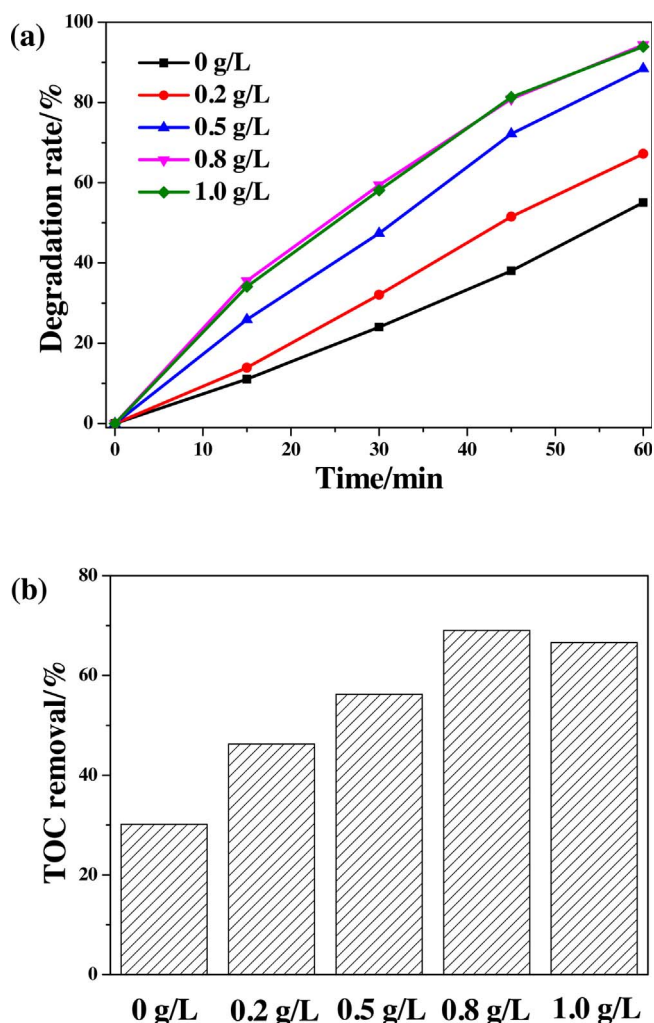 (a)
100
80
60
40
20
0
Degradation rate/%
0 g/L
0.2 g/L
0.5 g/L
0.8 g/L
1.0 g/L
0 10 20 30 40 50 60
Time/min
(b)
80
60
40
20
0
TOC removal/%
0 g/L 0.2 g/L 0.5 g/L 0.8 g/L 1.0 g/L